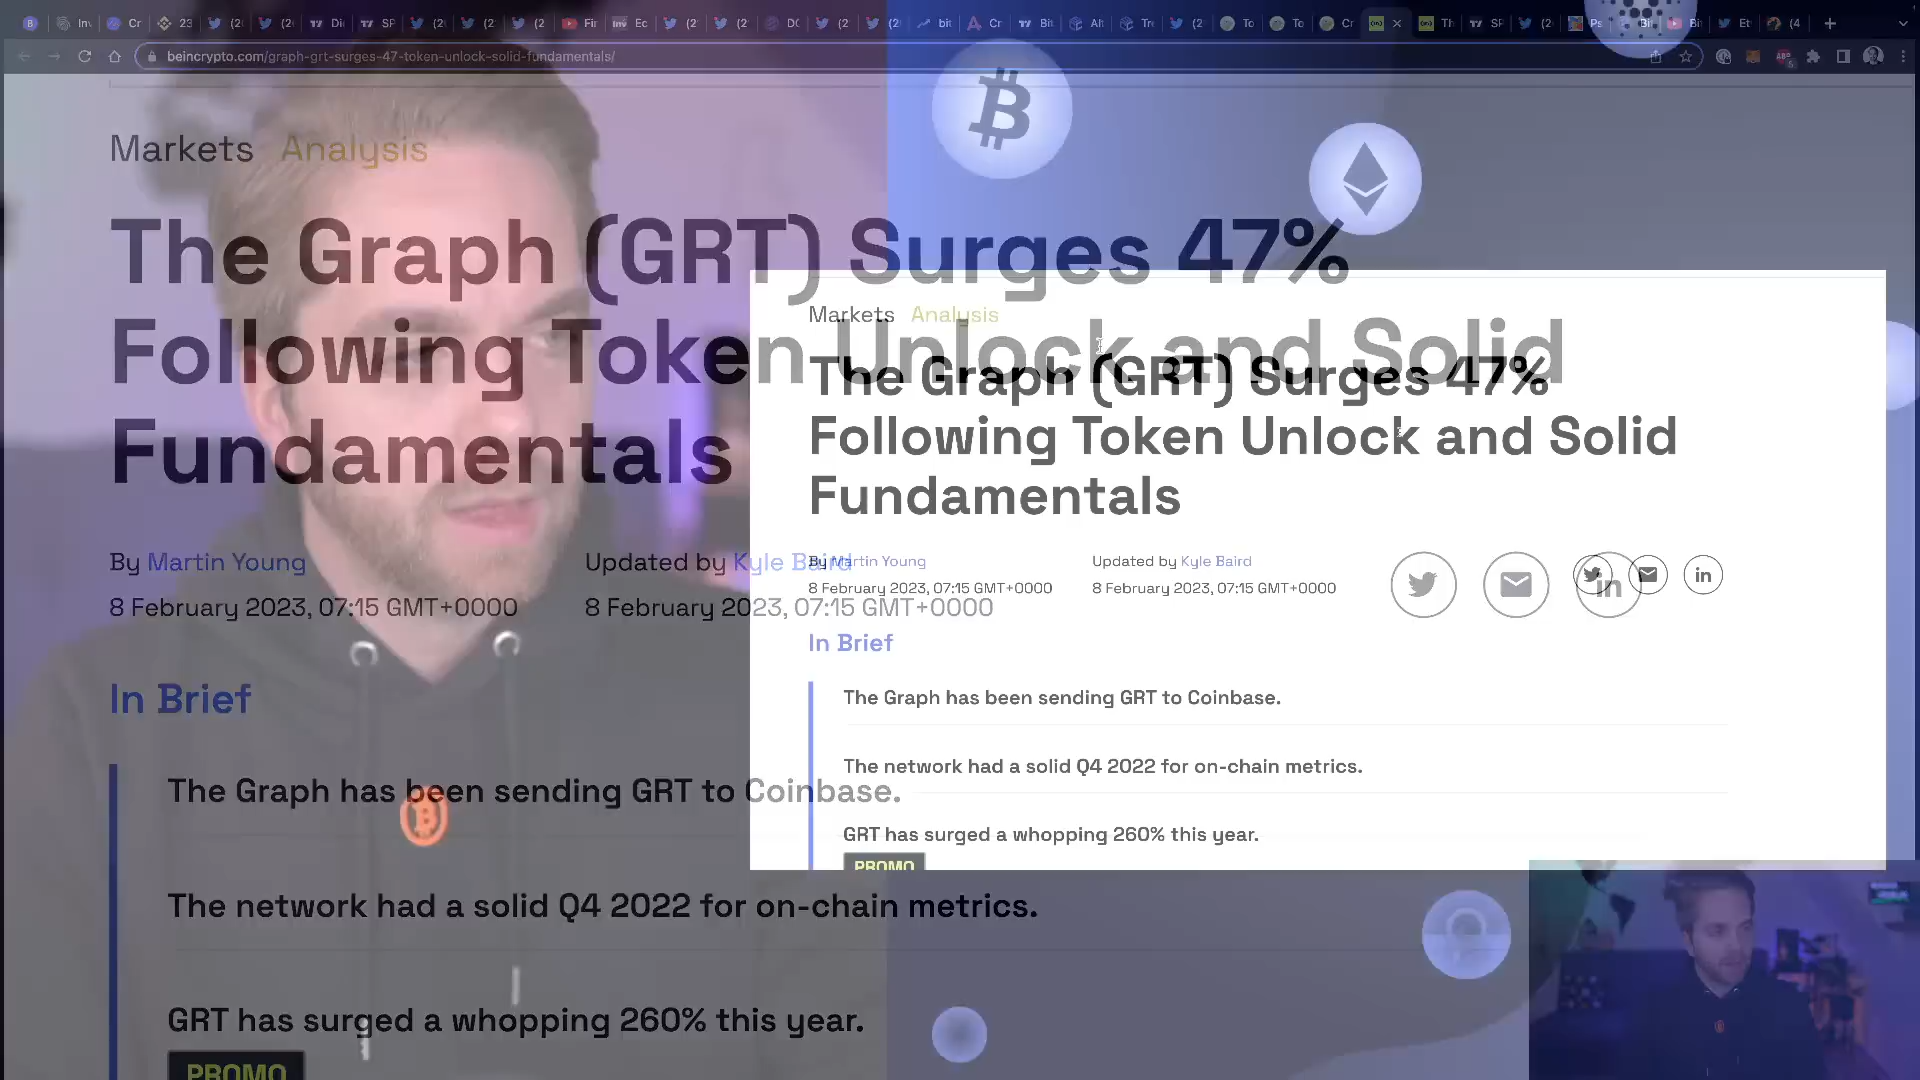 beincrypto.com/graph-grt-surges-47-token-unlock-solid-fundamentals/
Markets Analysis
The Graph (GRT) Surges 47%
Following Token Unlock and Solid
Fundamentals
By Martin Young
Updated by Kyle Baird
8 February 2023, 07:15 GMT+0000
8 February 2023, 07:15 GMT+0000
In Brief
The Graph has been sending GRT to Coinbase.
The network had a solid Q4 2022 for on-chain metrics.
GRT has surged a whopping 260% this year.
PROMO
Markets Analysis
The Graph (GRT) Surges 47%
Following Token Unlock and Solid
Fundamentals
By Martin Young
Updated by Kyle Baird
8 February 2023, 07:15 GMT+0000
8 February 2023, 07:15 GMT+0000
In Brief
The Graph has been sending GRT to Coinbase.
The network had a solid Q4 2022 for on-chain metrics.
GRT has surged a whopping 260% this year.
PROMO